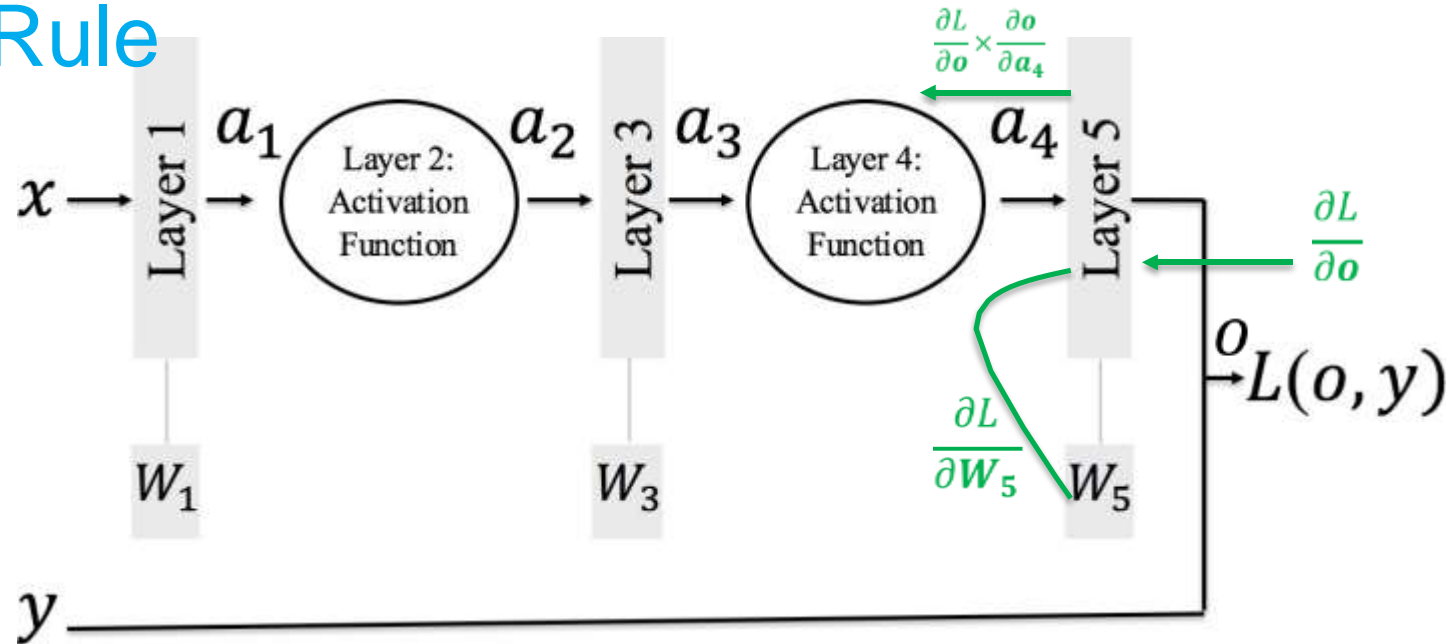 Rule
∂L/∂o × ∂o/∂a₄
x
Layer 1
a₁
Layer 2:
Activation
Function
a₂
Layer 3
a₃
Layer 4:
Activation
Function
a₄
Layer 5
∂L/∂o
o
L(o, y)
∂L/∂W₅
W₁
W₃
W₅
y